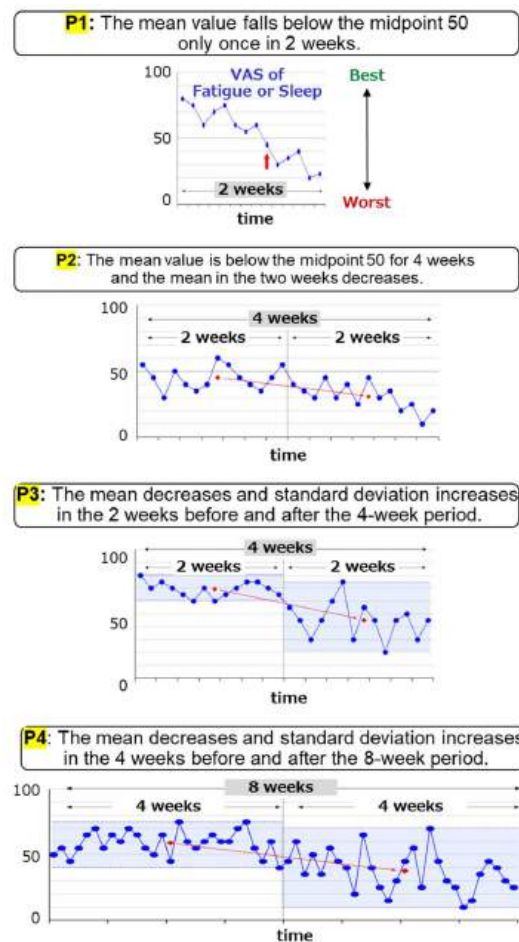 P1: The mean value falls below the midpoint 50
only once in 2 weeks.
100
VAS of
Fatigue or Sleep
Best
50
2 weeks
0
Worst
time
P2: The mean value is below the midpoint 50 for 4 weeks
and the mean in the two weeks decreases.
100
4 weeks
2 weeks
2 weeks
50
0
time
P3: The mean decreases and standard deviation increases
in the 2 weeks before and after the 4-week period.
100
4 weeks
2 weeks
2 weeks
50
0
time
P4: The mean decreases and standard deviation increases
in the 4 weeks before and after the 8-week period.
100
8 weeks
4 weeks
4 weeks
50
0
time